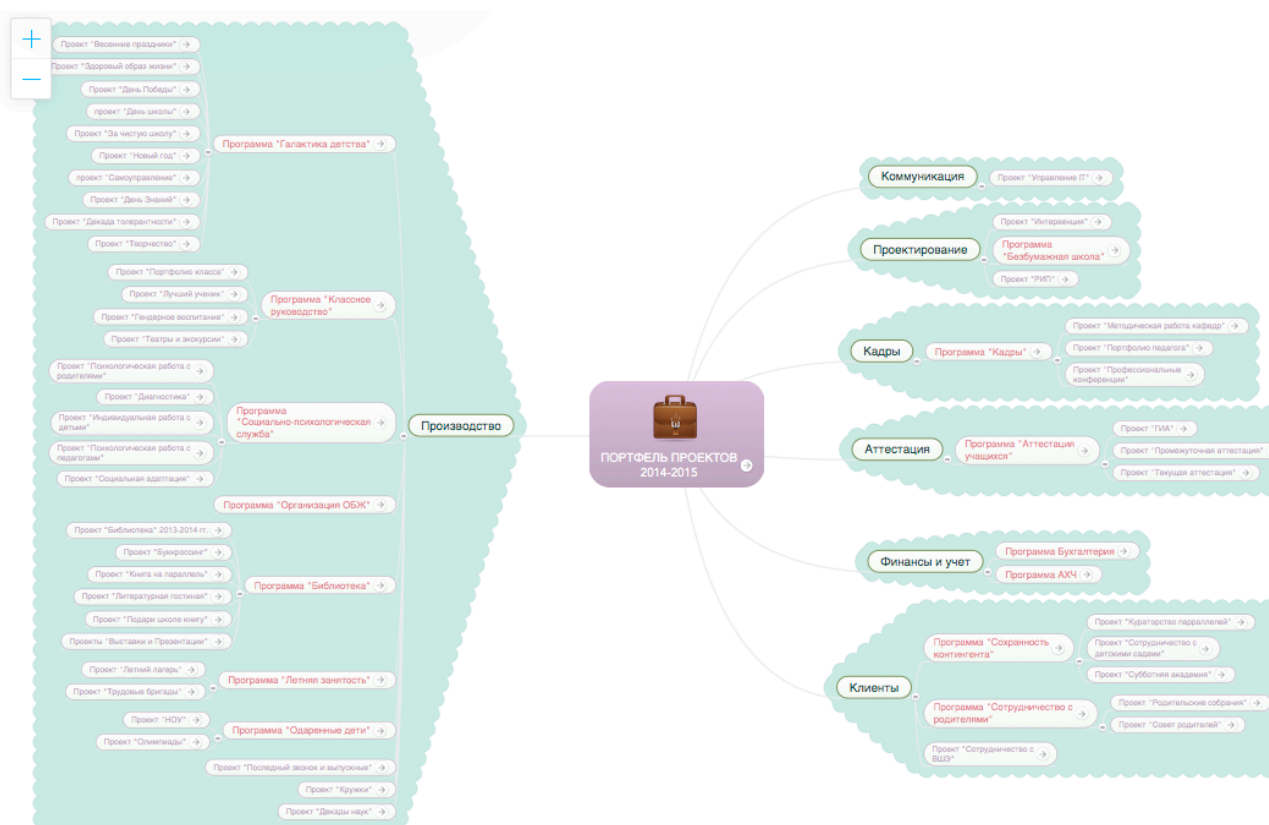 Проект "Весенние праздники"
Проект "Здоровый образ жизни"
Проект "День Победы"
проект "День школы"
Проект "За чистую школу"
Проект "Новый год"
проект "Самоуправление"
Проект "День Знаний"
Проект "Декада толерантности"
Проект "Творчество"
Программа "Галактика детства"
Проект "Портфолио класса"
Проект "Лучший ученик"
Проект "Гендерное воспитание"
Проект "Театры и экскурсии"
Программа "Классное
руководство"
Проект "Психологическая работа с
родителями"
Проект "Диагностика"
Проект "Индивидуальная работа с
детьми"
Проект "Психологическая работа с
педагогами"
Проект "Социальная адаптация"
Программа
"Социально-психологическая
служба"
Программа "Организация ОБЖ"
Проект "Библиотека" 2013-2014 гг.
Проект "Буккроссинг"
Проект "Книга на параллель"
Проект "Литературная гостиная"
Проект "Подари школе книгу"
Проекты "Выставки и Презентации"
Программа "Библиотека"
Проект "Летний лагерь"
Проект "Трудовые бригады"
Программа "Летняя занятость"
Проект "НОУ"
Проект "Олимпиады"
Программа "Одаренные дети"
Проект "Последный звонок и выпускные"
Проект "Кружки"
Проект "Декады наук"
Производство
ПОРТФЕЛЬ ПРОЕКТОВ
2014-2015
Коммуникация
Проект "Управление IT"
Проектирование
Проект "Интервенция"
Программа
"Безбумажная школа"
Проект "РИП"
Кадры
Программа "Кадры"
Проект "Методическая работа кафедр"
Проект "Портфолио педагога"
Проект "Профессиональные
конференции"
Аттестация
Программа "Аттестация
учащихся"
Проект "ГИА"
Проект "Промежуточная аттестация"
Проект "Текущая аттестация"
Финансы и учет
Программа Бухгалтерия
Программа АХЧ
Клиенты
Программа "Сохранность
контингента"
Проект "Кураторство парраллелей"
Проект "Сотрудничество с
детскими садами"
Проект "Субботняя академия"
Программа "Сотрудничество с
родителями"
Проект "Родительские собрания"
Проект "Совет родителей"
Проект "Сотрудничество с
ВШЭ"